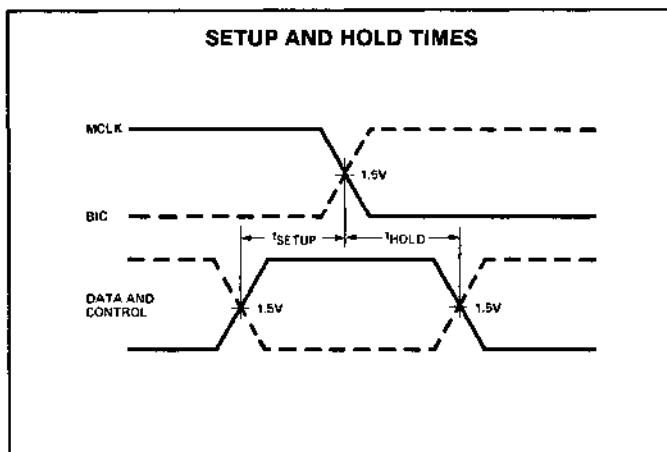 SETUP AND HOLD TIMES
MCLK
1.5V
BIC
tSETUP
tHOLD
DATA AND
CONTROL
1.5V
1.5V